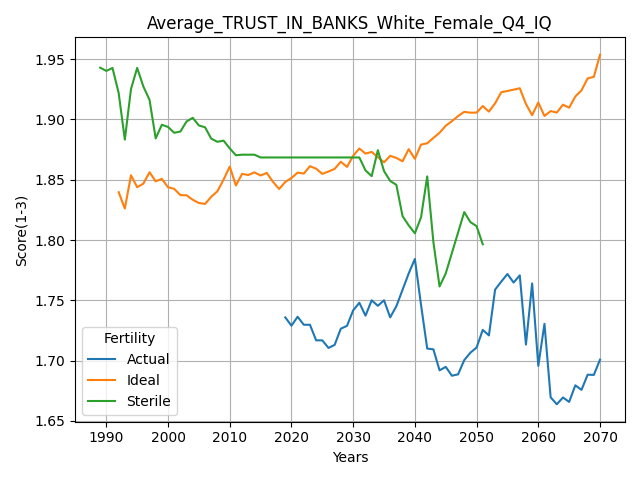 Average_TRUST_IN_BANKS_White_Female_Q4_IQ
Score(1-3)
1.95
1.90
1.85
1.80
1.75
1.70
1.65
Fertility
Actual
Ideal
Sterile
1990 2000 2010 2020 2030 2040 2050 2060 2070
Years